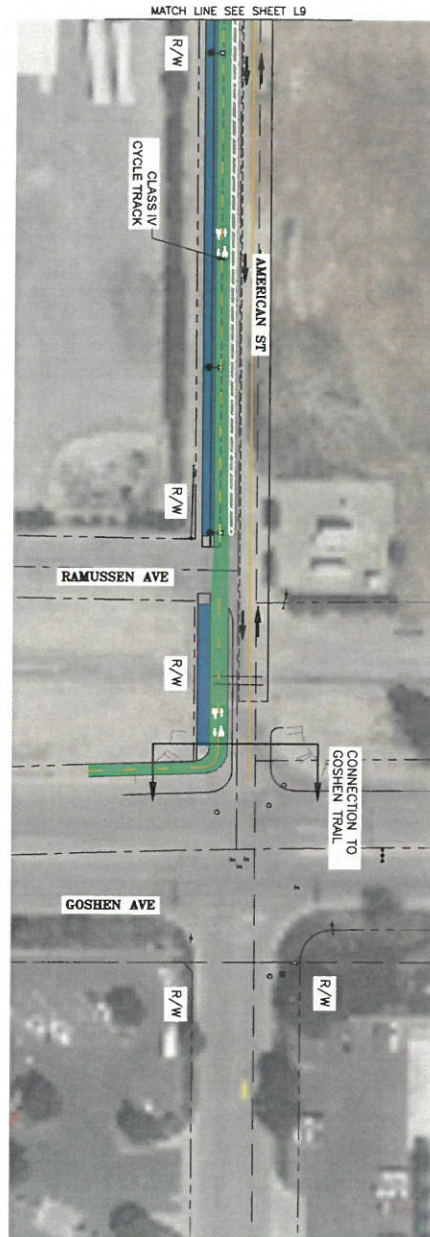 MATCH LINE SEE SHEET L9
R/W
CLASS IV
CYCLE TRACK
AMERICAN ST
R/W
RAMUSSEN AVE
R/W
CONNECTION TO
GOSHEN TRAIL
GOSHEN AVE
R/W
R/W